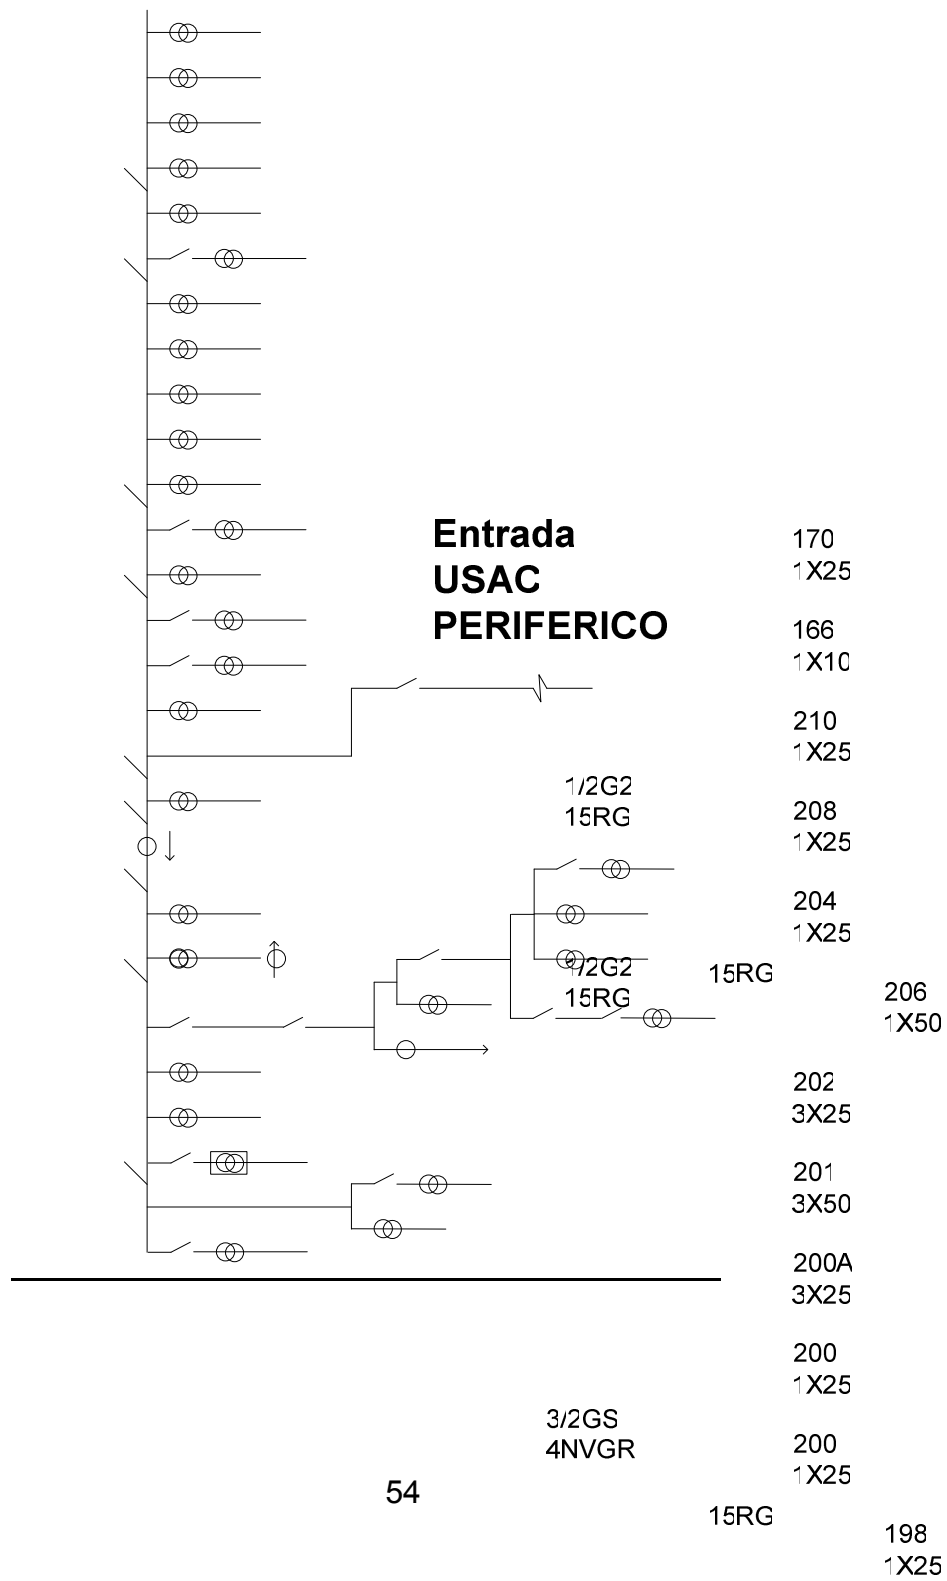 Entrada
USAC
PERIFERICO
170
1X25
166
1X10
210
1X25
1/2G2
15RG
208
1X25
204
1X25
1/2G2
15RG
15RG
206
1X50
202
3X25
201
3X50
200A
3X25
200
1X25
3/2GS
4NVGR
200
1X25
54
15RG
198
1X25